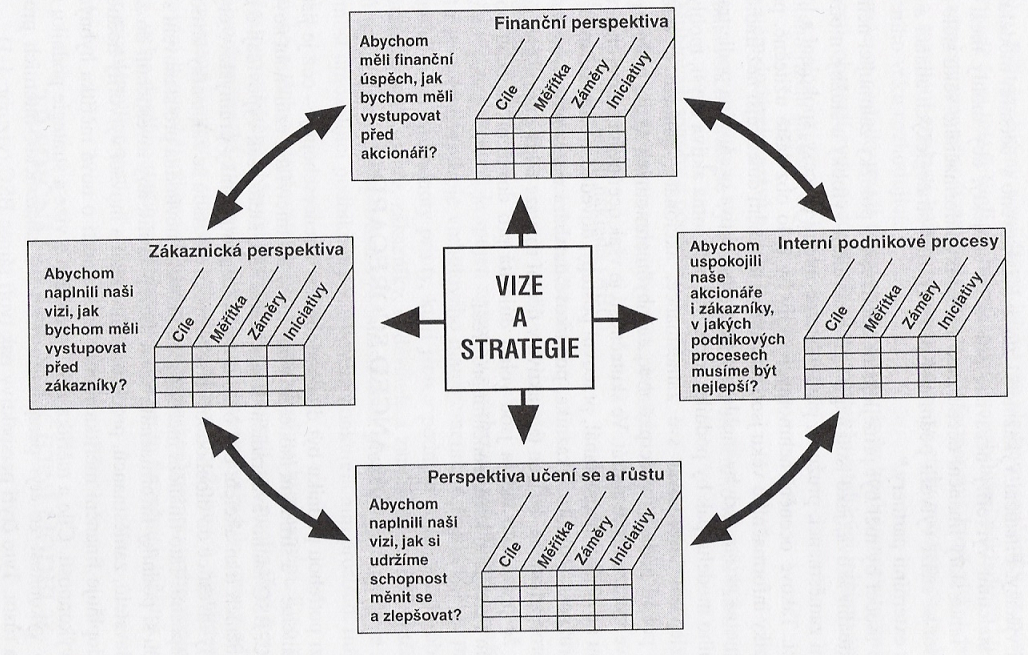 Finanční perspektiva
Abychom
měli finanční
úspěch, jak
bychom měli
vystupovat
před
akcionáři?
Cíle
Měřítka
Záměry
Iniciativy
Zákaznická perspektiva
Abychom
naplnili naši
vizi, jak
bychom měli
vystupovat
před
zákazníky?
Cíle
Měřítka
Záměry
Iniciativy
VIZE
A
STRATEGIE
Interní podnikové procesy
Abychom
uspokojili
naše
akcionáře
i zákazníky,
v jakých
podnikových
procesech
musíme být
nejlepší?
Cíle
Měřítka
Záměry
Iniciativy
Perspektiva učení se a růstu
Abychom
naplnili naši
vizi, jak si
udržíme
schopnost
měnit se
a zlepšovat?
Cíle
Měřítka
Záměry
Iniciativy